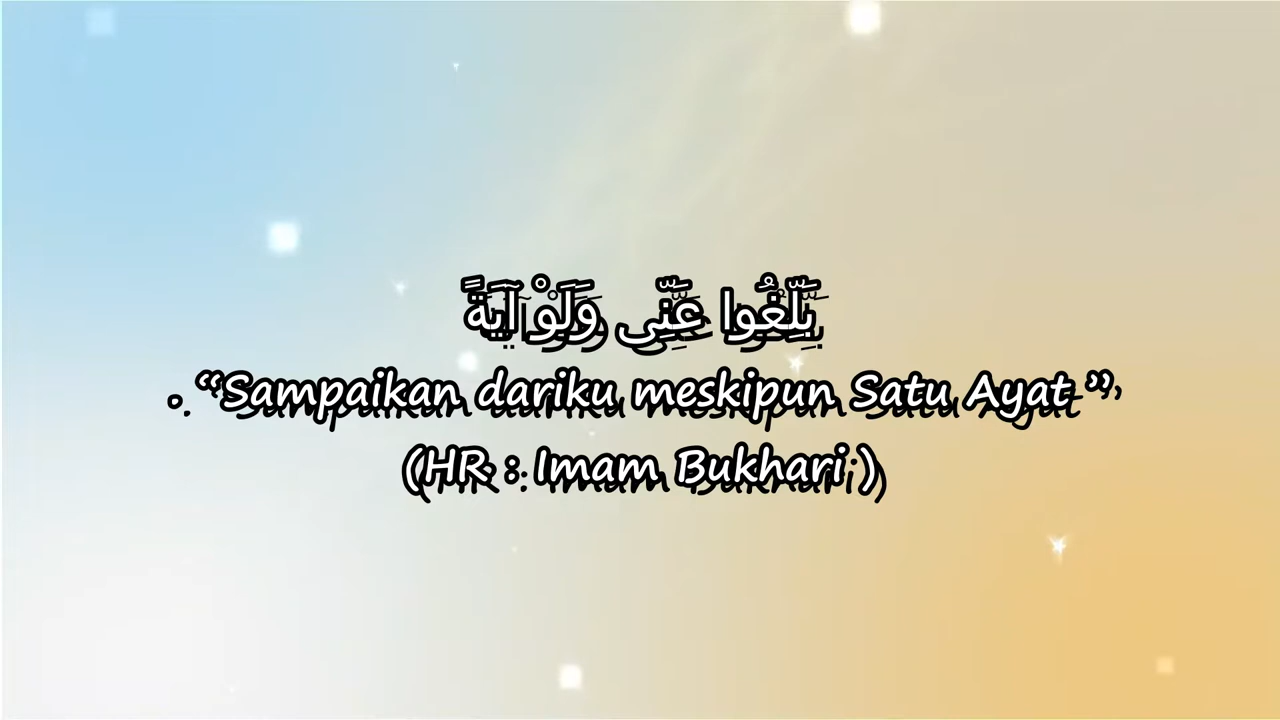 بَلِّغُوا عَنِّى وَلَوْ آيَةً
. “Sampaikan dariku meskipun Satu Ayat ”
(HR : Imam Bukhari )